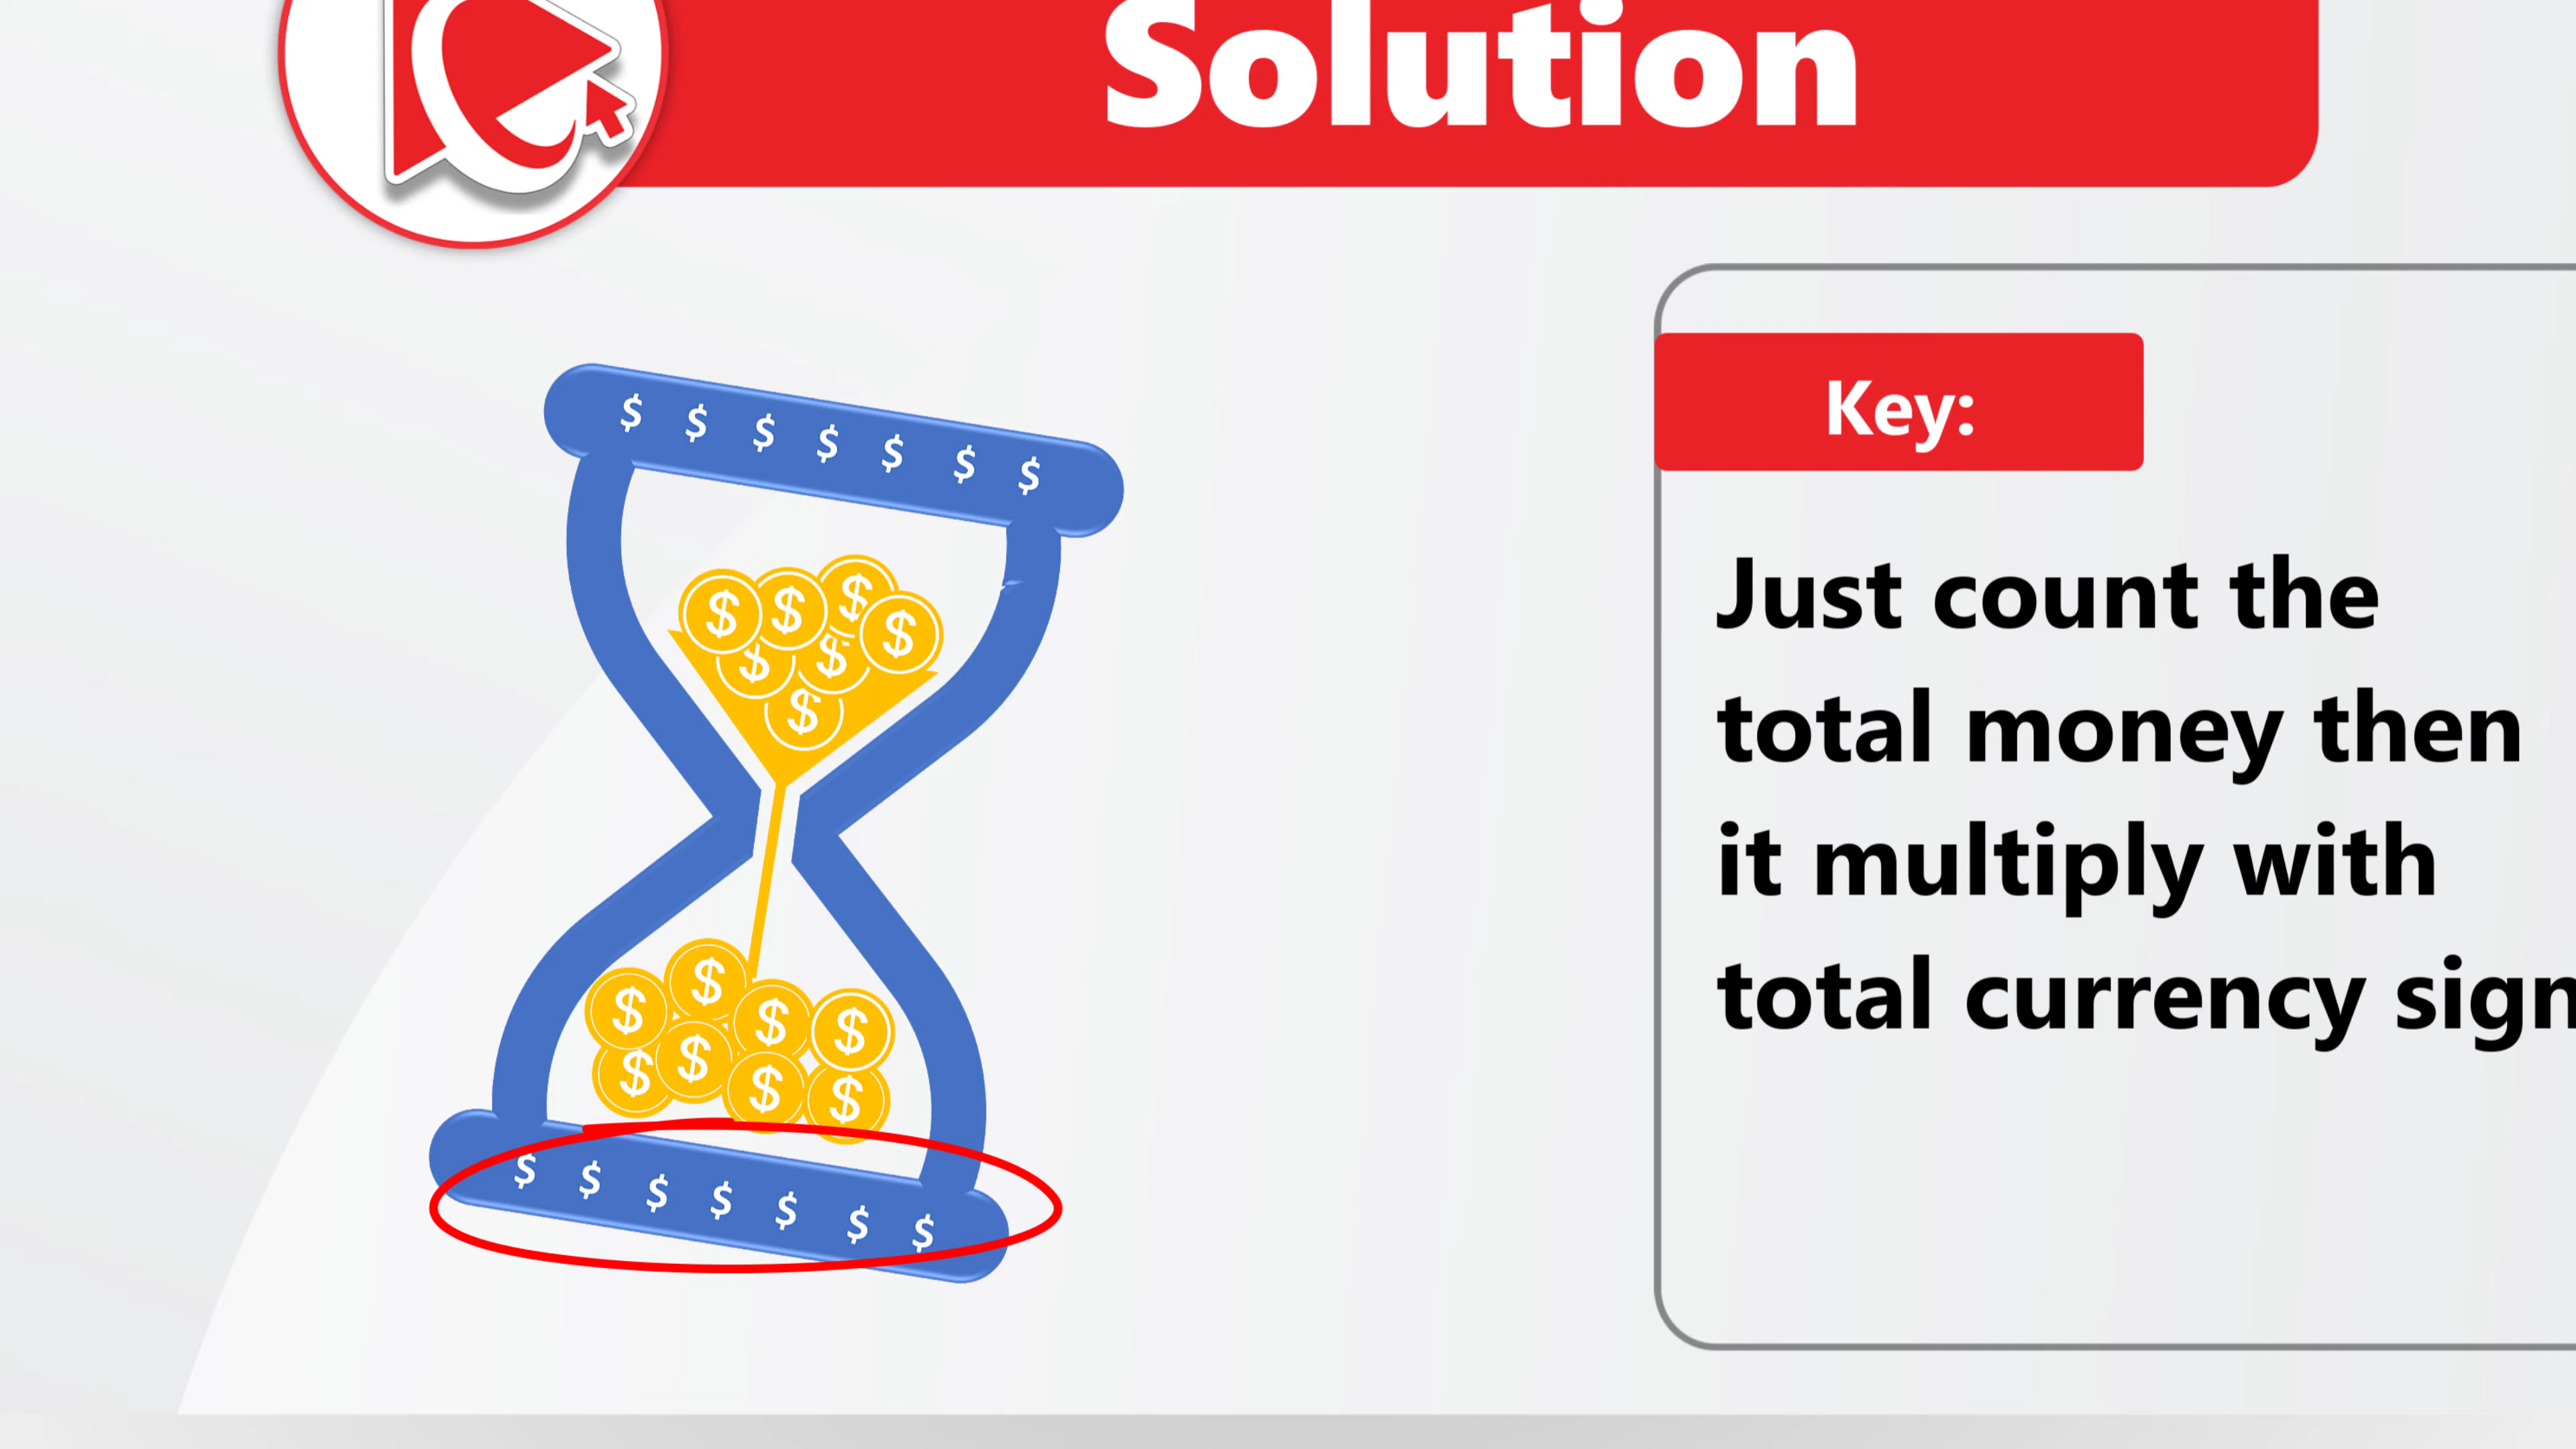 Solution
$ $ $ $ $ $ $
$ $ $ $
$ $
$
$ $ $ $
$ $ $ $
$ $ $ $ $ $ $
Key:
Just count the
total money then
it multiply with
total currency sign